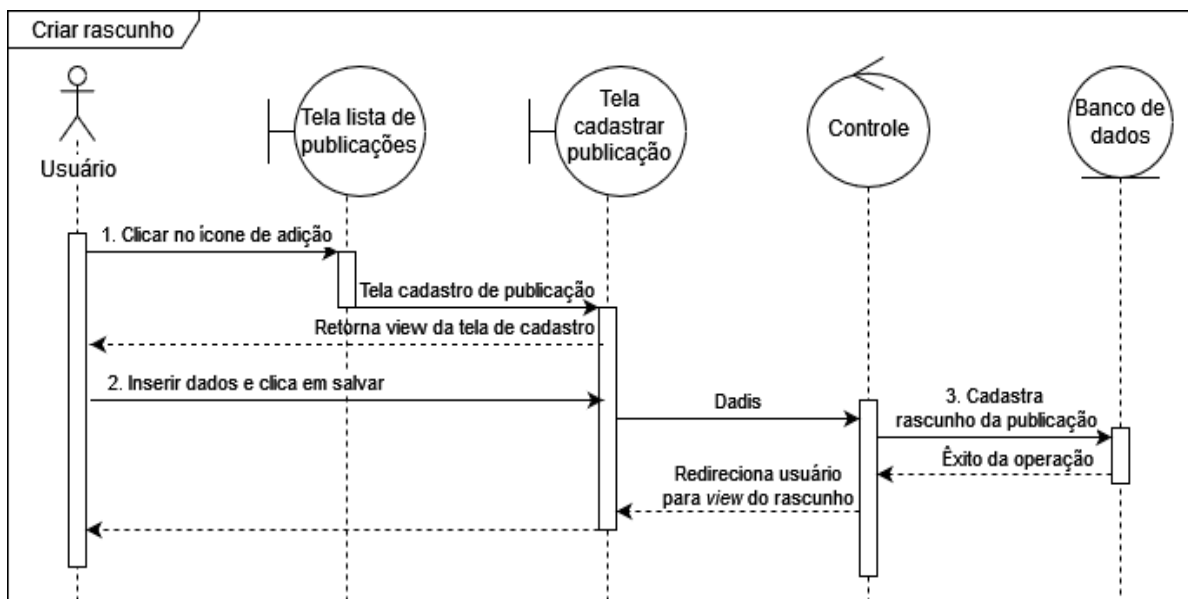 Criar rascunho
Usuário
Tela lista de
publicações
Tela
cadastrar
publicação
Controle
Banco de
dados
1. Clicar no ícone de adição
Tela cadastro de publicação
Retorna view da tela de cadastro
2. Inserir dados e clica em salvar
Dadis
3. Cadastra
rascunho da publicação
Êxito da operação
Redireciona usuário
para view do rascunho